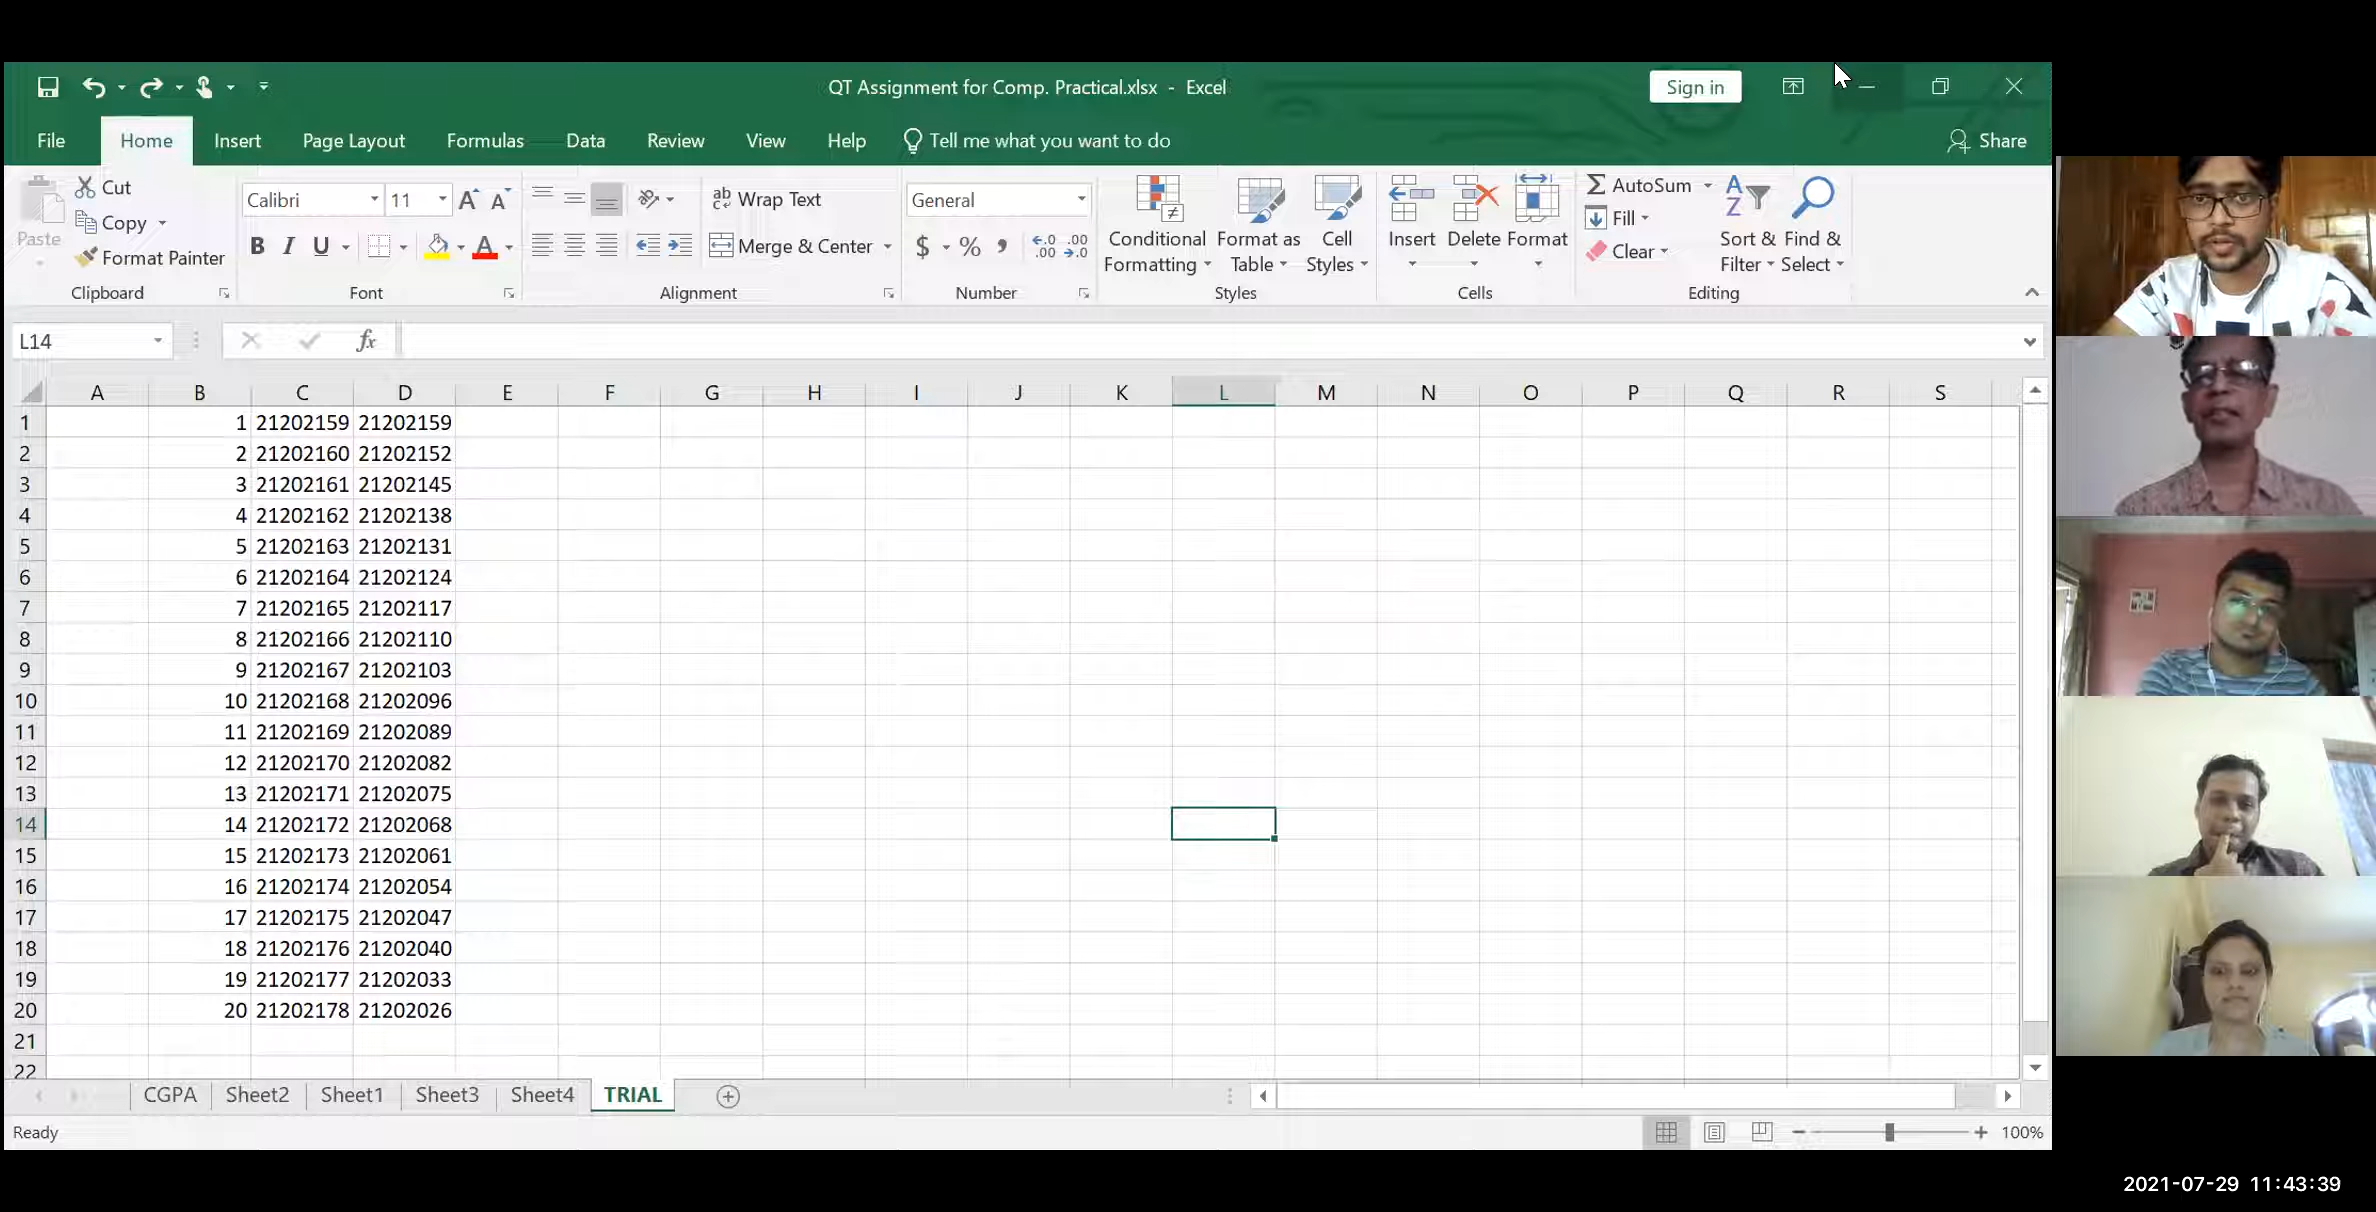 QT Assignment for Comp. Practical.xlsx - Excel
Sign in
File Home Insert Page Layout Formulas Data Review View Help Tell me what you want to do Share
Cut
Copy
Paste
Format Painter
Clipboard
Calibri 11
B I U A
Font
Wrap Text
Merge & Center
Alignment
General
$ % ,
Number
Conditional Formatting
Format as Table
Cell Styles
Styles
Insert Delete Format
Cells
AutoSum
Fill
Clear
Sort & Filter
Find & Select
Editing
L14
fx
A B C D E F G H I J K L M N O P Q R S
1 1 21202159 21202159
2 2 21202160 21202152
3 3 21202161 21202145
4 4 21202162 21202138
5 5 21202163 21202131
6 6 21202164 21202124
7 7 21202165 21202117
8 8 21202166 21202110
9 9 21202167 21202103
10 10 21202168 21202096
11 11 21202169 21202089
12 12 21202170 21202082
13 13 21202171 21202075
14 14 21202172 21202068
15 15 21202173 21202061
16 16 21202174 21202054
17 17 21202175 21202047
18 18 21202176 21202040
19 19 21202177 21202033
20 20 21202178 21202026
21
22
CGPA Sheet2 Sheet1 Sheet3 Sheet4 TRIAL
Ready
100%
2021-07-29 11:43:39